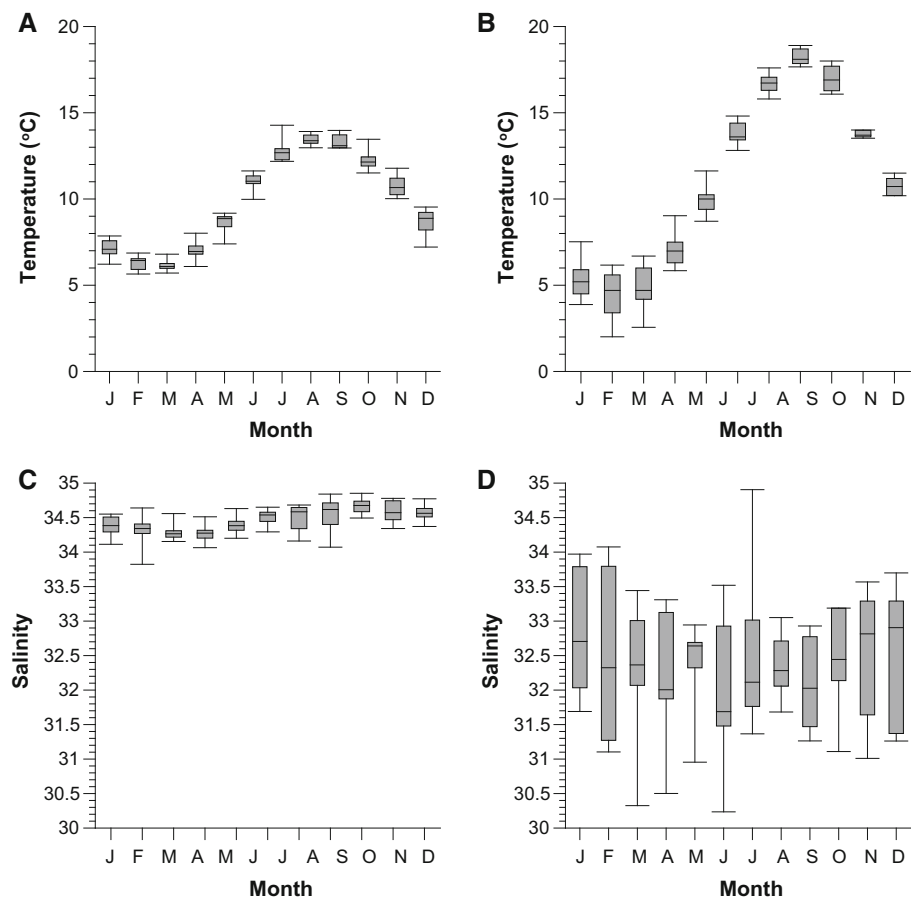 A
20
15
10
5
0
Temperature (°C)
J F M A M J J A S O N D
Month
B
20
15
10
5
0
Temperature (°C)
J F M A M J J A S O N D
Month
C
35
34.5
34
33.5
33
32.5
32
31.5
31
30.5
30
Salinity
J F M A M J J A S O N D
Month
D
35
34.5
34
33.5
33
32.5
32
31.5
31
30.5
30
Salinity
J F M A M J J A S O N D
Month